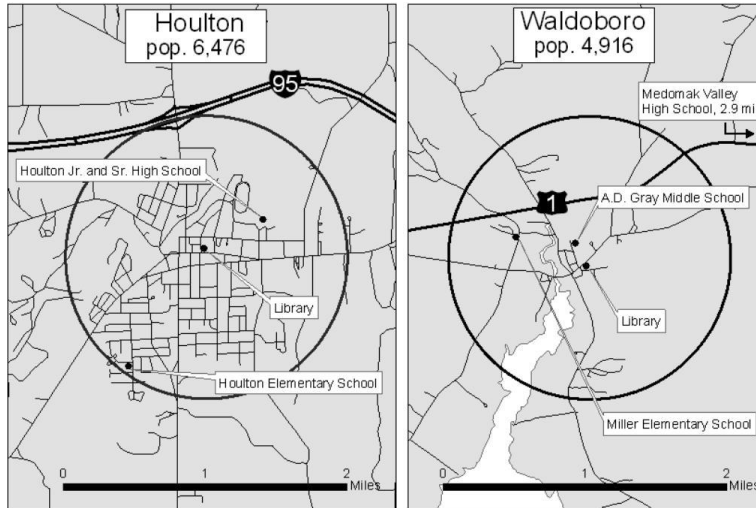 Houlton
pop. 6,476
95
Houlton Jr. and Sr. High School
Library
Houlton Elementary School
0 1 2
Miles
Waldoboro
pop. 4,916
Medomak Valley
High School, 2.9 mi
1
A.D. Gray Middle School
Library
Miller Elementary School
0 1 2
Miles